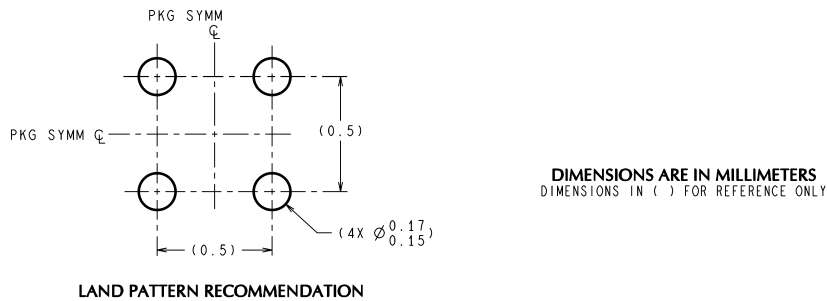 PKG SYMM
℄
(0.5)
PKG SYMM ℄
DIMENSIONS ARE IN MILLIMETERS
DIMENSIONS IN ( ) FOR REFERENCE ONLY
(4X Ø 0.17
0.15)
(0.5)
LAND PATTERN RECOMMENDATION